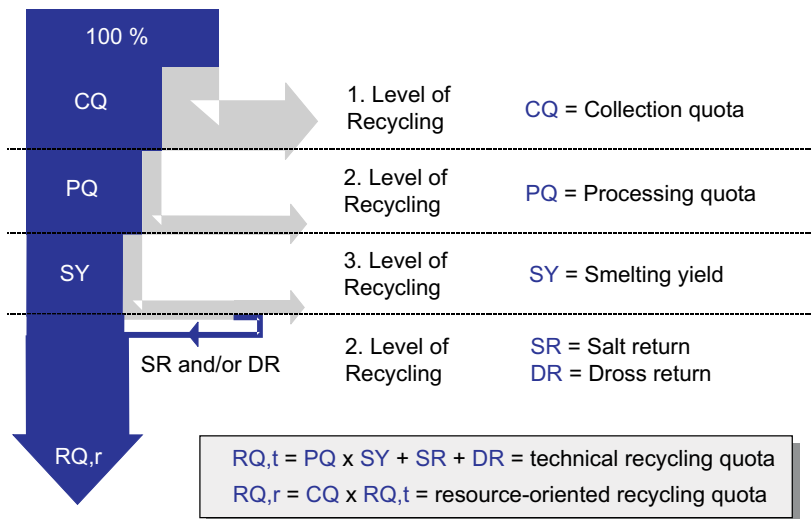 100 %
CQ
1. Level of
Recycling
CQ = Collection quota
PQ
2. Level of
Recycling
PQ = Processing quota
SY
3. Level of
Recycling
SY = Smelting yield
SR and/or DR
2. Level of
Recycling
SR = Salt return
DR = Dross return
RQ,r
RQ,t = PQ x SY + SR + DR = technical recycling quota
RQ,r = CQ x RQ,t = resource-oriented recycling quota